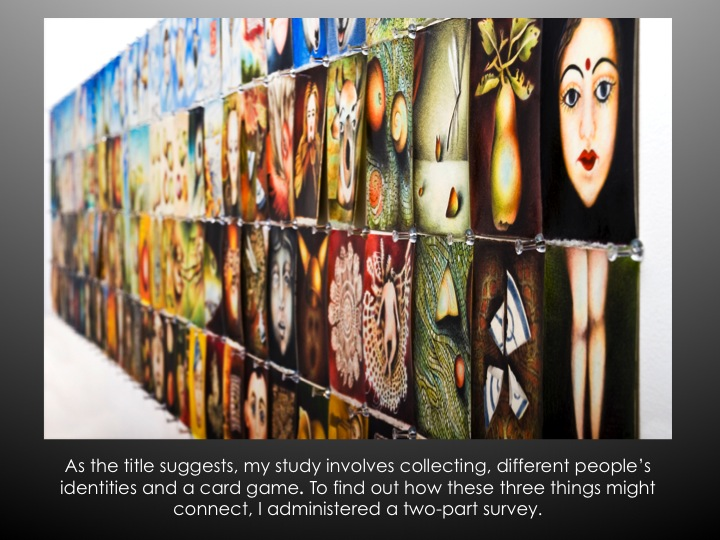 As the title suggests, my study involves collecting, different people's
identities and a card game. To find out how these three things might
connect, I administered a two-part survey.